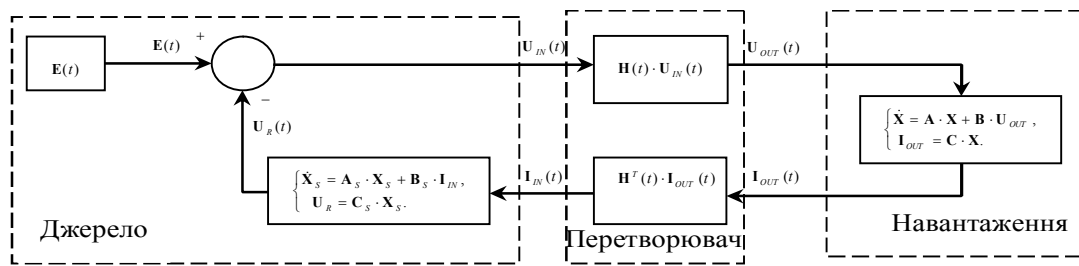 E(t)
E(t)
+
−
U_R(t)
{Ẋ_S = A_S · X_S + B_S · I_IN,
U_R = C_S · X_S.
Джерело
U_IN(t)
H(t) · U_IN(t)
I_IN(t)
H^T(t) · I_OUT(t)
Перетворювач
U_OUT(t)
{Ẋ = A · X + B · U_OUT,
I_OUT = C · X.
I_OUT(t)
Навантаження